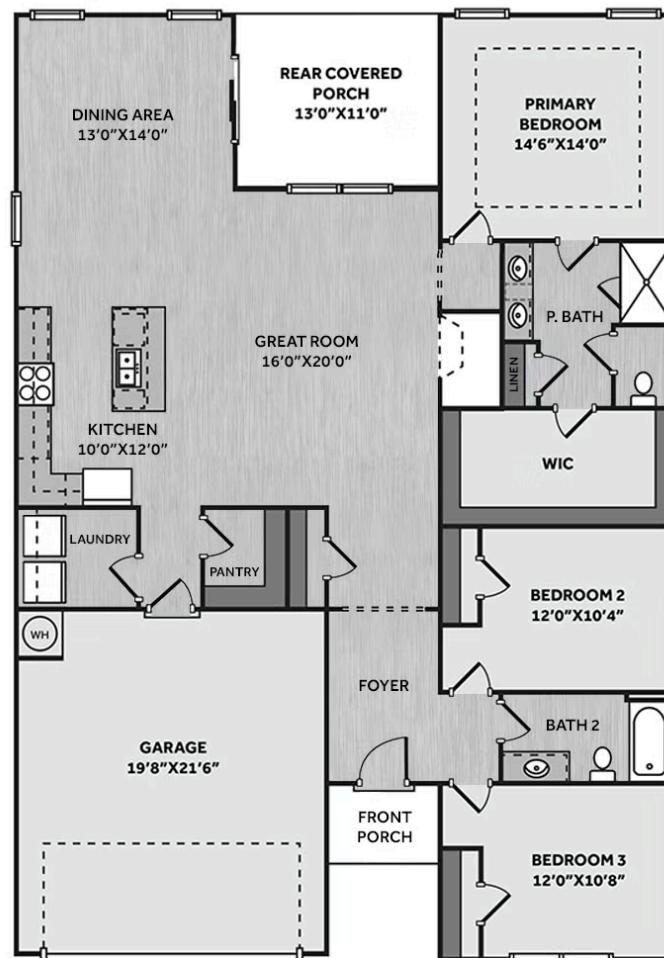 REAR COVERED
PORCH
13'0"X11'0"
DINING AREA
13'0"X14'0"
PRIMARY
BEDROOM
14'6"X14'0"
P. BATH
GREAT ROOM
16'0"X20'0"
LINEN
KITCHEN
10'0"X12'0"
WIC
LAUNDRY
PANTRY
BEDROOM 2
12'0"X10'4"
WH
FOYER
BATH 2
GARAGE
19'8"X21'6"
FRONT
PORCH
BEDROOM 3
12'0"X10'8"